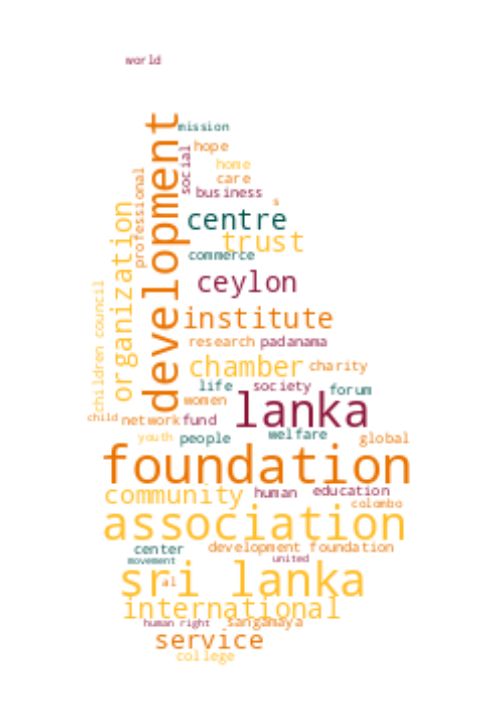 world
mission
development
social
hope
home
professional
care
business
s
organization
centre
trust
commerce
ceylon
children council
institute
research padanama
chamber charity
life society forum
women
lanka
child network fund
youth people welfare global
foundation
community human education
colombo
association
center development foundation
movement united
al
sri lanka
international
human right sangamaya
service
college